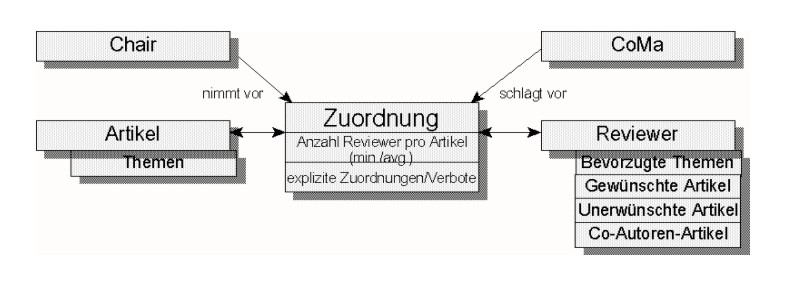 Chair
CoMa
nimmt vor
schlägt vor
Zuordnung
Anzahl Reviewer pro Artikel
(min./avg.)
explizite Zuordnungen/Verbote
Artikel
Themen
Reviewer
Bevorzugte Themen
Gewünschte Artikel
Unerwünschte Artikel
Co-Autoren-Artikel